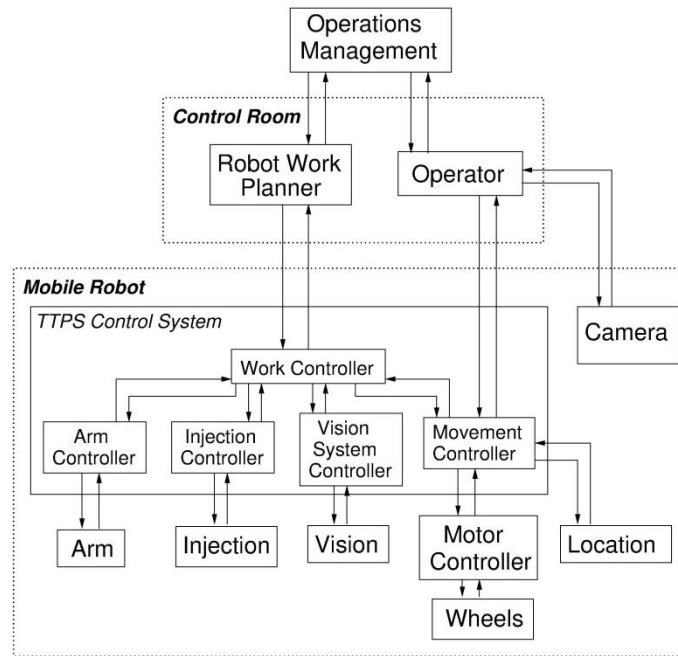 Operations
Management
Control Room
Robot Work
Planner
Operator
Mobile Robot
TTPS Control System
Camera
Work Controller
Arm
Controller
Injection
Controller
Vision
System
Controller
Movement
Controller
Arm
Injection
Vision
Motor
Controller
Location
Wheels